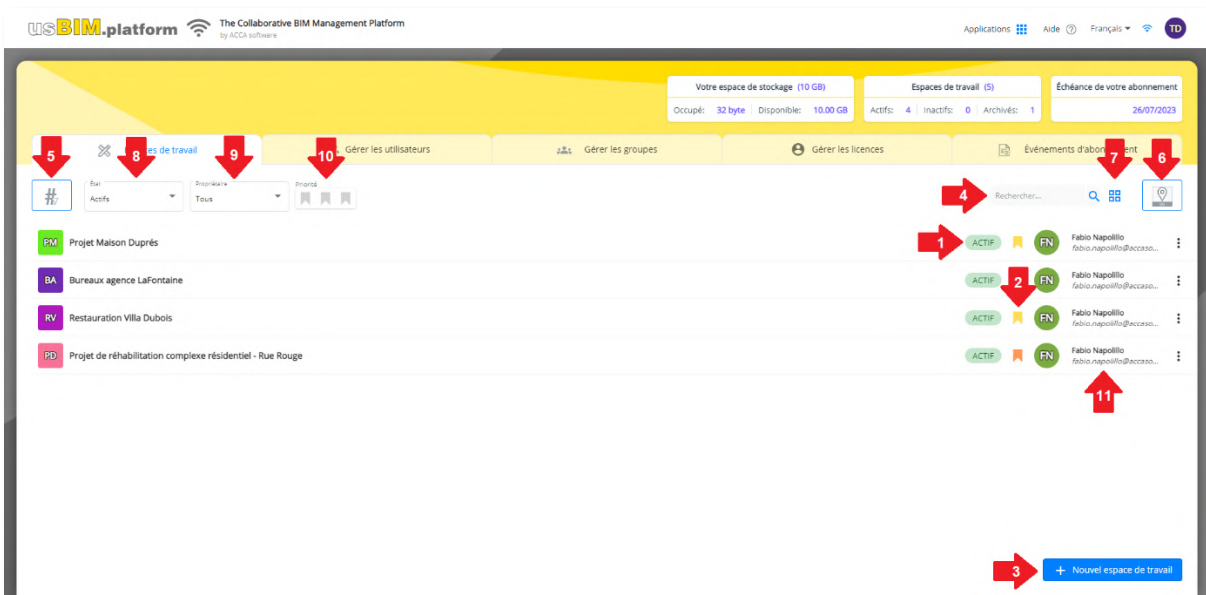 usBIM.platform
The Collaborative BIM Management Platform
by ACCA software
Applications
Aide
Français
TD
Votre espace de stockage (10 GB)
Occupé: 32 byte Disponible: 10.00 GB
Espaces de travail (5)
Actifs: 4 Inactifs: 0 Archivés: 1
Échéance de votre abonnement
26/07/2023
de travail
Gérer les utilisateurs
Gérer les groupes
Gérer les licences
Événements
5
8
9
10
7
6
État
Actifs
Propriétaire
Tous
Priorité
4
Rechercher...
PM Projet Maison Duprés
1
ACTIF
FN
Fabio Napolillo
fabio.napolillo@accaso...
BA Bureaux agence LaFontaine
ACTIF
2
FN
Fabio Napolillo
fabio.napolillo@accaso...
RV Restauration Villa Dubois
ACTIF
FN
Fabio Napolillo
fabio.napolillo@accaso...
PD Projet de réhabilitation complexe résidentiel - Rue Rouge
ACTIF
FN
Fabio Napolillo
fabio.napolillo@accaso...
11
3
+ Nouvel espace de travail